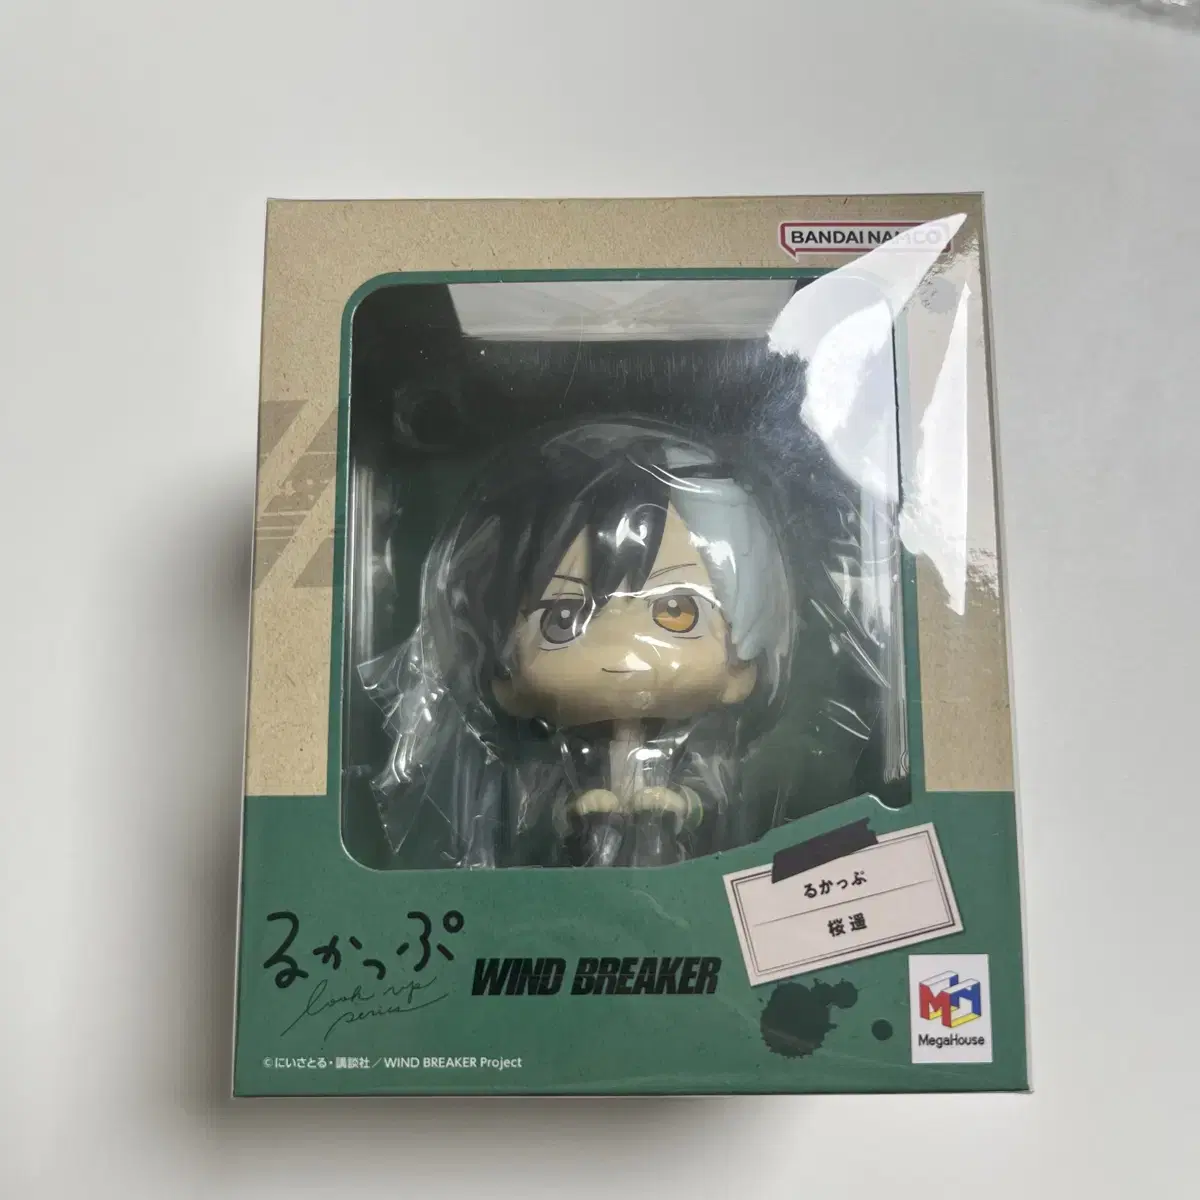 BANDAI NAMCO
るかっぷ
桜遥
るかっぷ
look up
series
WIND BREAKER
MegaHouse
©にいさとる・講談社／WIND BREAKER Project